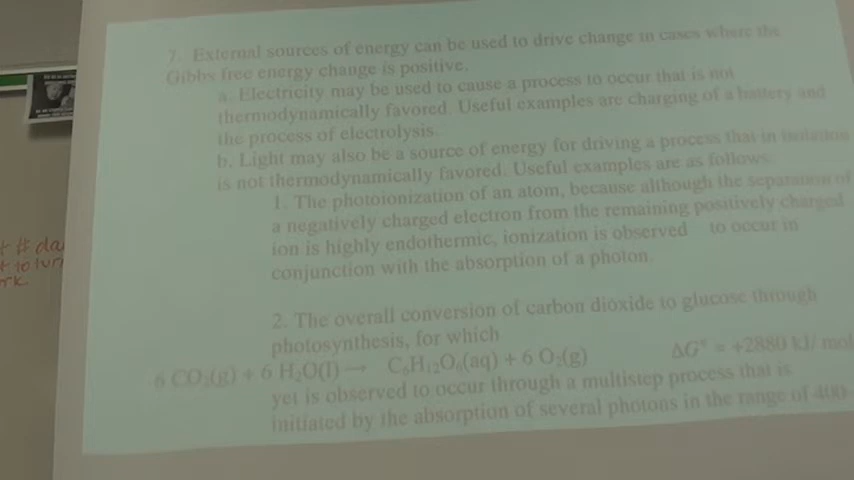 7. External sources of energy can be used to drive change in cases where the
Gibbs free energy change is positive.
a. Electricity may be used to cause a process to occur that is not
thermodynamically favored. Useful examples are charging of a battery and
the process of electrolysis.
b. Light may also be a source of energy for driving a process that in isolation
is not thermodynamically favored. Useful examples are as follows:
1. The photoionization of an atom, because although the separation of
a negatively charged electron from the remaining positively charged
ion is highly endothermic, ionization is observed to occur in
conjunction with the absorption of a photon.
2. The overall conversion of carbon dioxide to glucose through
photosynthesis, for which
6 CO₂(g) + 6 H₂O(l) → C₆H₁₂O₆(aq) + 6 O₂(g) ΔG° = +2880 kJ/mol
yet is observed to occur through a multistep process that is
initiated by the absorption of several photons in the range of 400-
# da
to turn
rk